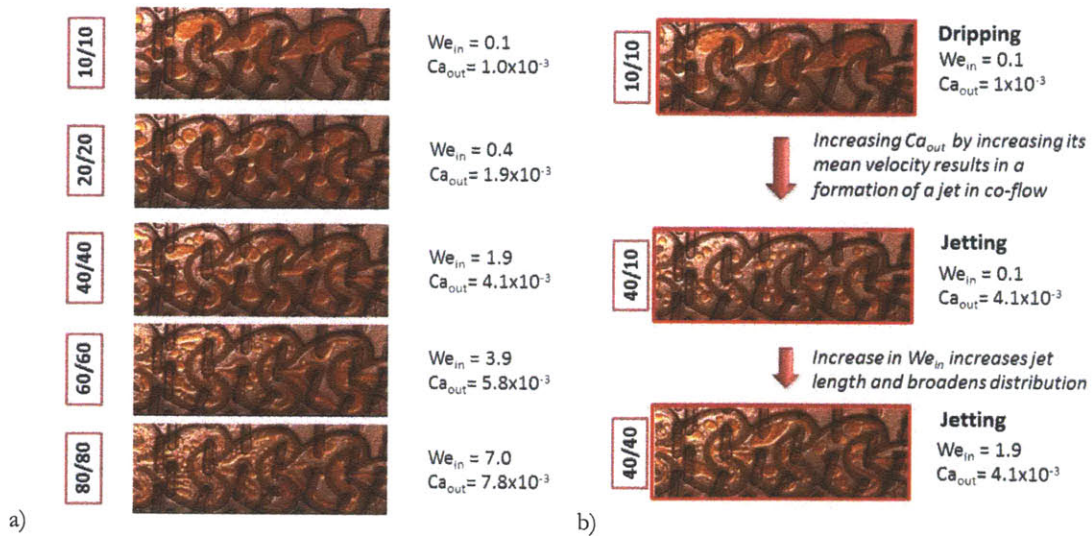 10/10
We_in = 0.1
Ca_out = 1.0x10^-3
20/20
We_in = 0.4
Ca_out = 1.9x10^-3
40/40
We_in = 1.9
Ca_out = 4.1x10^-3
60/60
We_in = 3.9
Ca_out = 5.8x10^-3
80/80
We_in = 7.0
Ca_out = 7.8x10^-3
a)
10/10
Dripping
We_in = 0.1
Ca_out = 1x10^-3
Increasing Ca_out by increasing its
mean velocity results in a
formation of a jet in co-flow
40/10
Jetting
We_in = 0.1
Ca_out = 4.1x10^-3
Increase in We_in increases jet
length and broadens distribution
40/40
Jetting
We_in = 1.9
Ca_out = 4.1x10^-3
b)